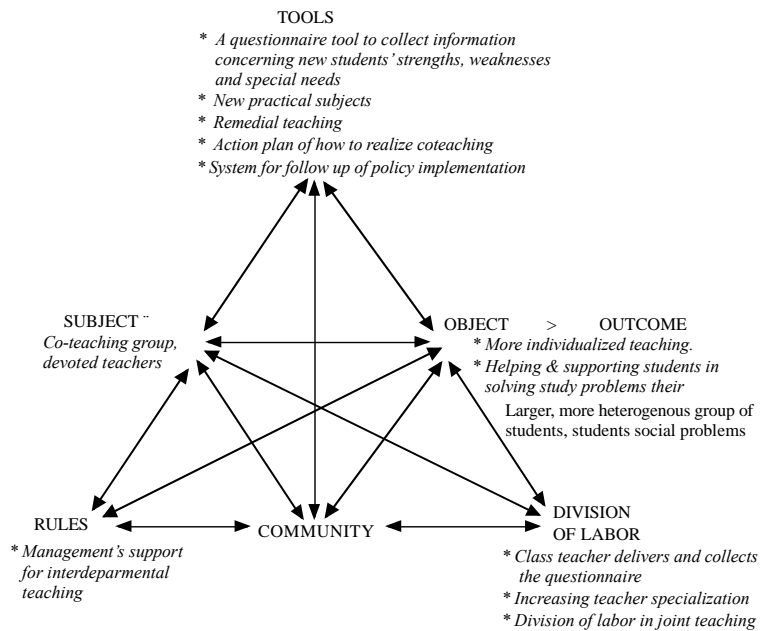 TOOLS
* A questionnaire tool to collect information
concerning new students' strengths, weaknesses
and special needs
* New practical subjects
* Remedial teaching
* Action plan of how to realize coteaching
* System for follow up of policy implementation
SUBJECT ¨
Co-teaching group,
devoted teachers
OBJECT > OUTCOME
* More individualized teaching.
* Helping & supporting students in
solving study problems their
Larger, more heterogenous group of
students, students social problems
RULES
* Management's support
for interdeparmental
teaching
COMMUNITY
DIVISION
OF LABOR
* Class teacher delivers and collects
the questionnaire
* Increasing teacher specialization
* Division of labor in joint teaching